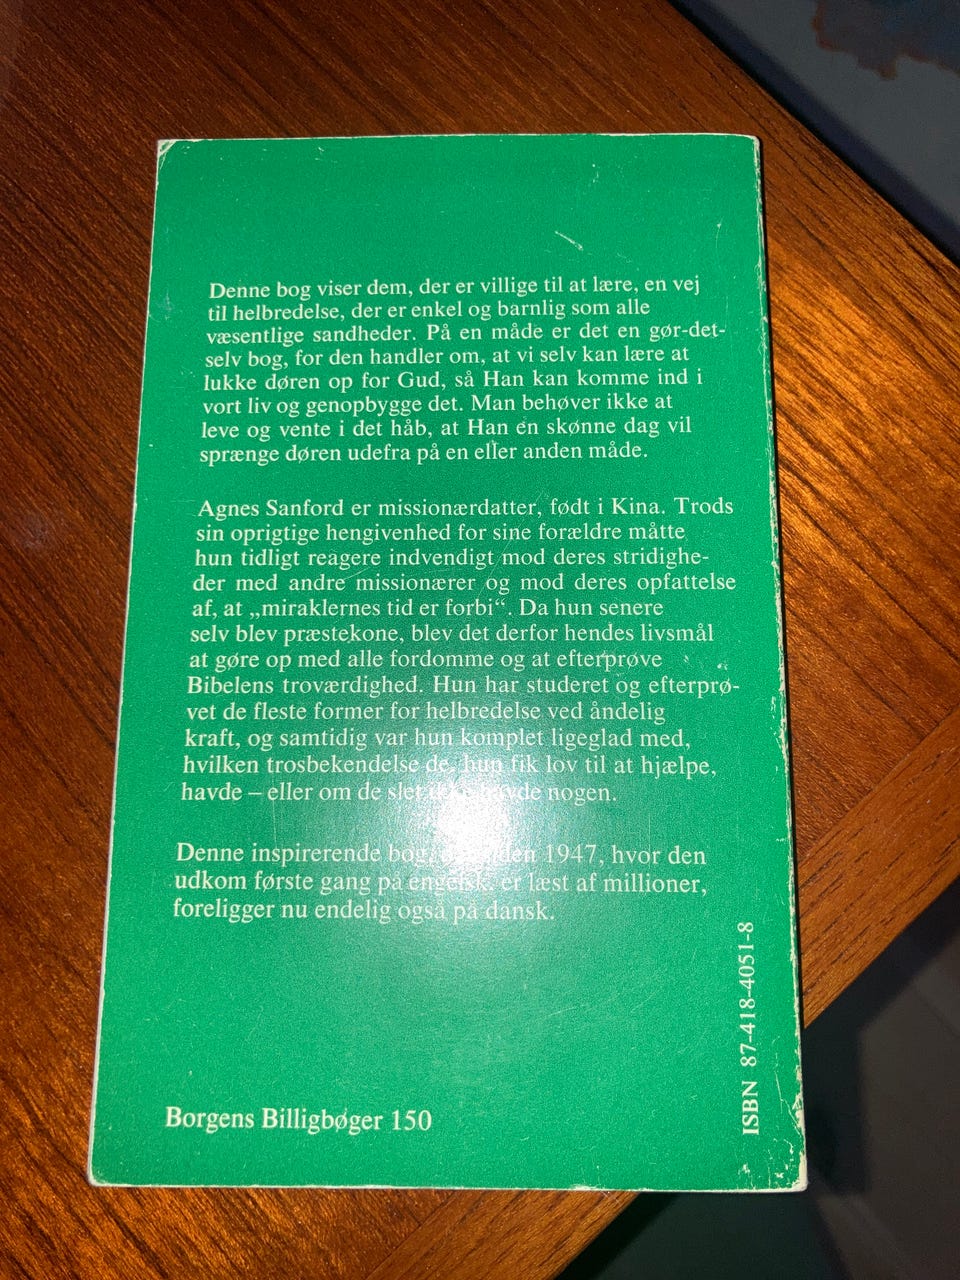 Denne bog viser dem, der er villige til at lære, en vej
til helbredelse, der er enkel og barnlig som alle
væsentlige sandheder. På en måde er det en gør-det-
selv bog, for den handler om, at vi selv kan lære at
lukke døren op for Gud, så Han kan komme ind i
vort liv og genopbygge det. Man behøver ikke at
leve og vente i det håb, at Han en skønne dag vil
sprænge døren udefra på en eller anden måde.
Agnes Sanford er missionærdatter, født i Kina. Trods
sin oprigtige hengivenhed for sine forældre måtte
hun tidligt reagere indvendigt mod deres stridighe-
der med andre missionærer og mod deres opfattelse
af, at „miraklernes tid er forbi“. Da hun senere
selv blev præstekone, blev det derfor hendes livsmål
at gøre op med alle fordomme og at efterprøve
Bibelens troværdighed. Hun har studeret og efterprø-
vet de fleste former for helbredelse ved åndelig
kraft, og samtidig var hun komplet ligeglad med,
hvilken trosbekendelse de, hun fik lov til at hjælpe,
havde – eller om de slet ikke havde nogen.
Denne inspirerende bog, 1947, hvor den
udkom første gang på engelsk, er læst af millioner,
foreligger nu endelig også på dansk.
Borgens Billigbøger 150
ISBN 87-418-4051-8